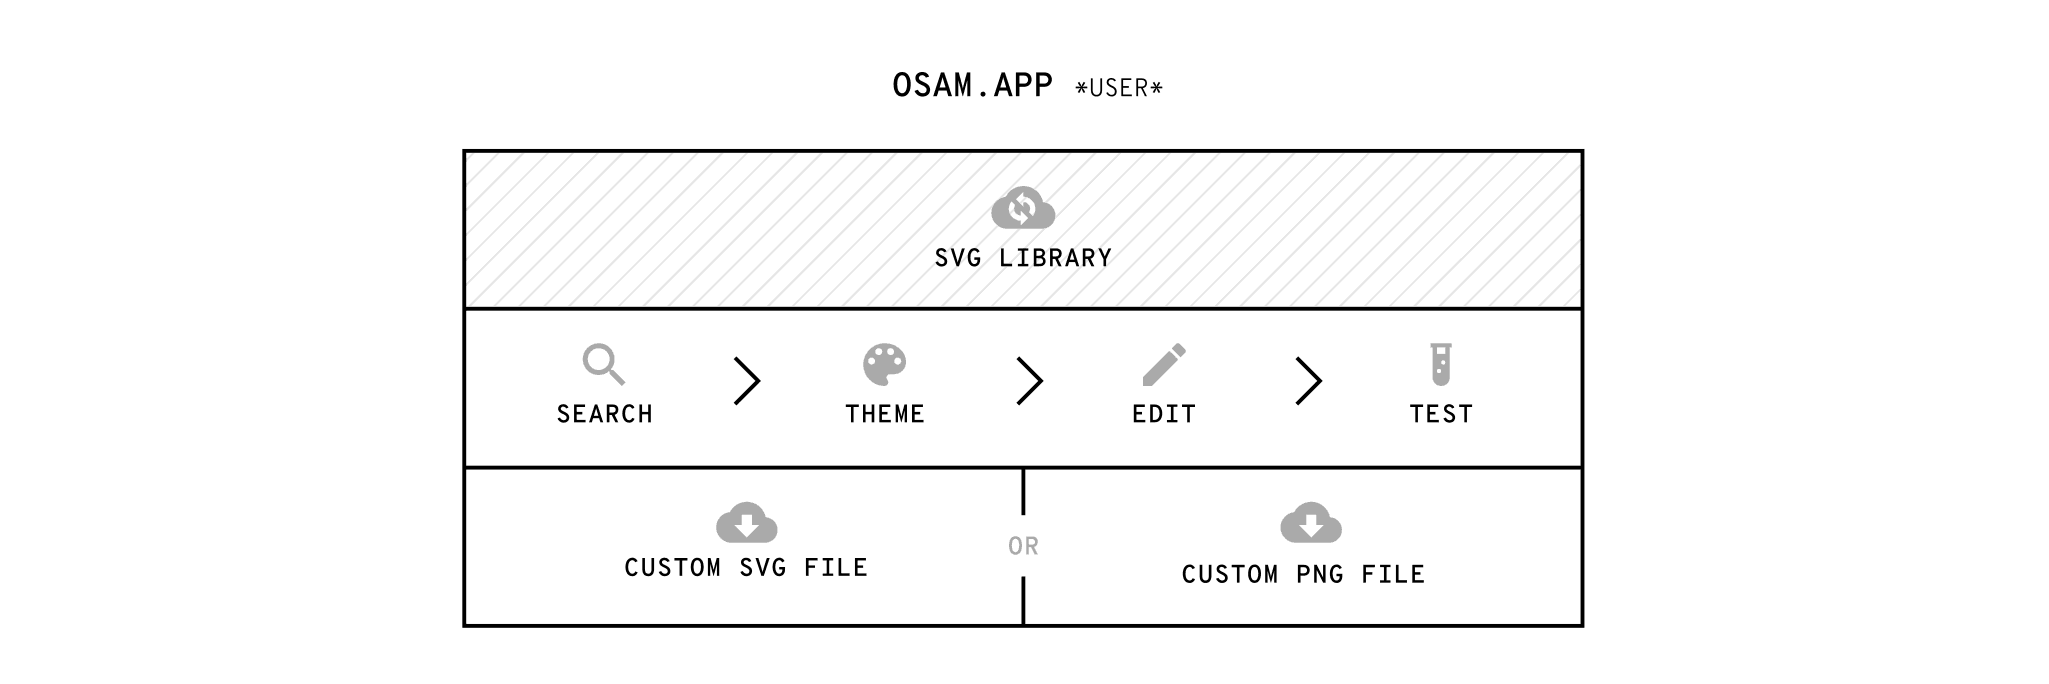 OSAM.APP *USER*
SVG LIBRARY
SEARCH
THEME
EDIT
TEST
CUSTOM SVG FILE
OR
CUSTOM PNG FILE